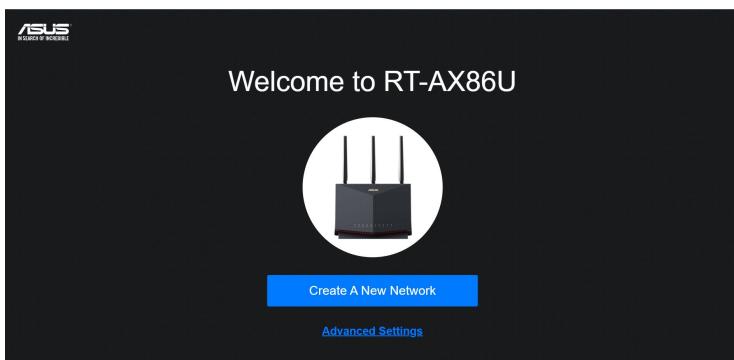 ASUS
IN SEARCH OF INCREDIBLE
Welcome to RT-AX86U
Create A New Network
Advanced Settings